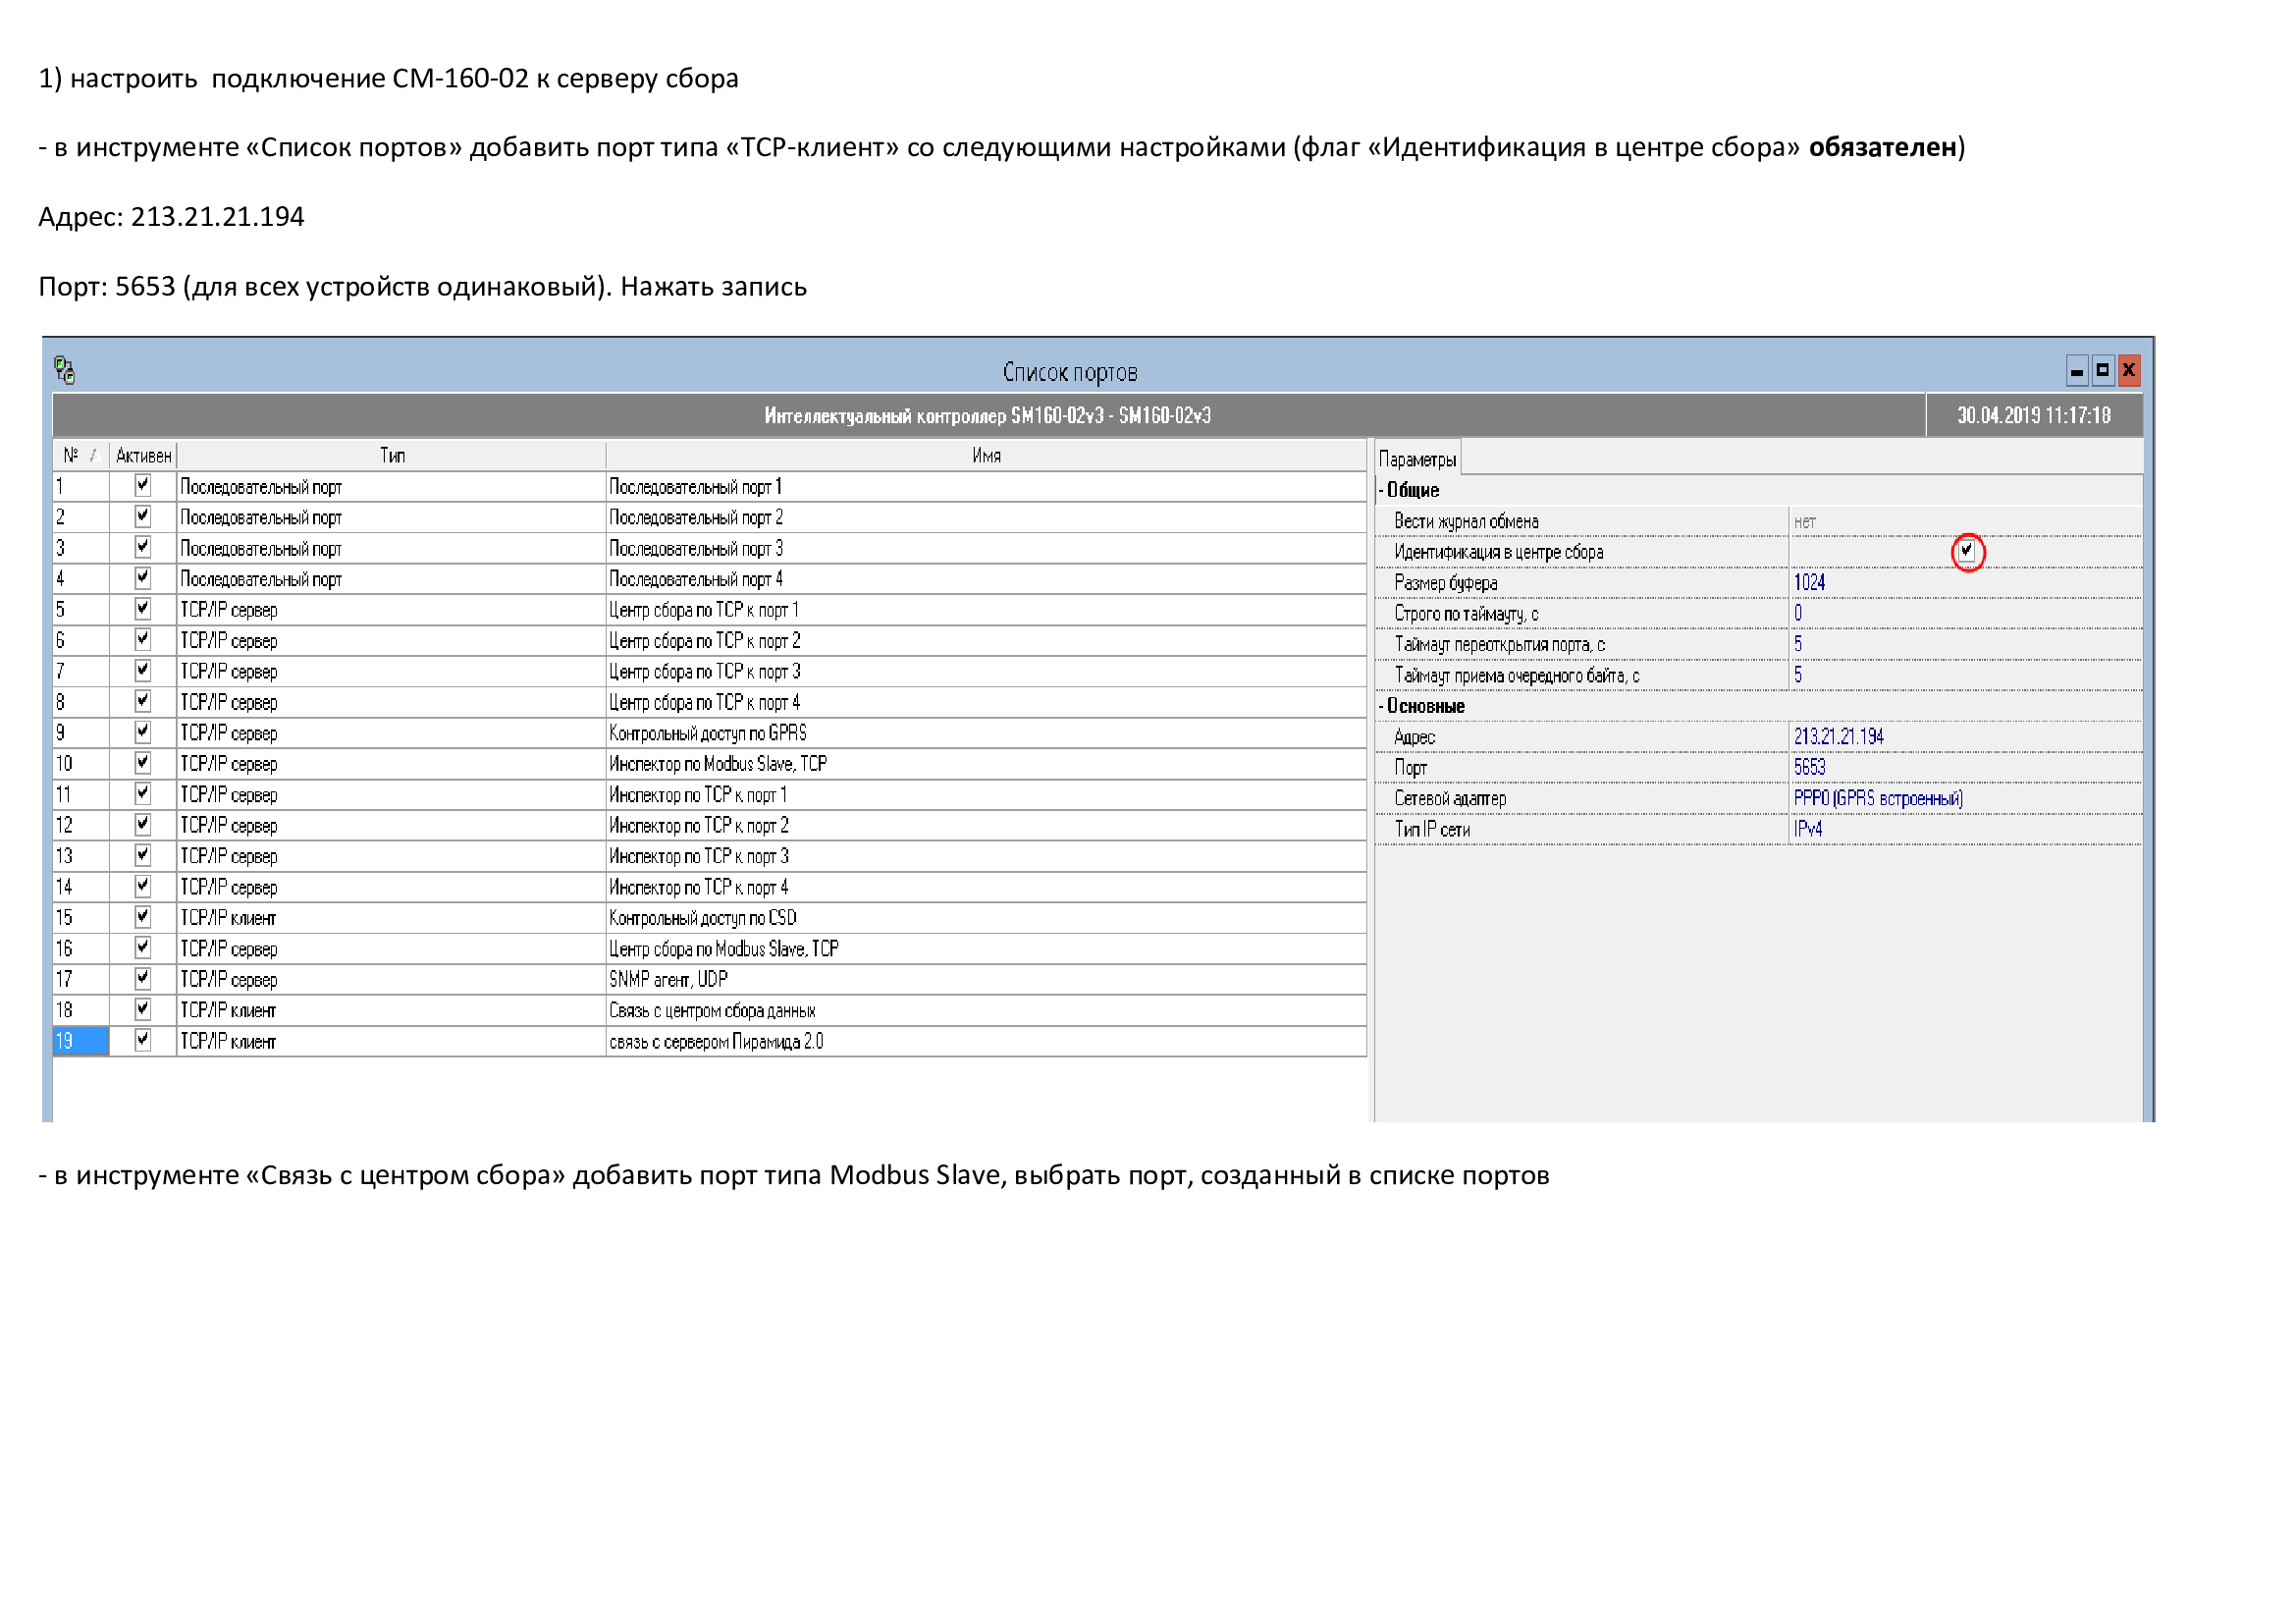 1) настроить  подключение СМ-160-02 к серверу сбора
- в инструменте «Список портов» добавить порт типа «ТСР-клиент» со следующими настройками (флаг «Идентификация в центре сбора» обязателен)
Адрес: 213.21.21.194
Порт: 5653 (для всех устройств одинаковый). Нажать запись
Список портов
Интеллектуальный контроллер SM160-02v3 - SM160-02v3 30.04.2019 11:17:18
№ Активен Тип Имя
1 Последовательный порт Последовательный порт 1
2 Последовательный порт Последовательный порт 2
3 Последовательный порт Последовательный порт 3
4 Последовательный порт Последовательный порт 4
5 TCP/IP сервер Центр сбора по TCP к порт 1
6 TCP/IP сервер Центр сбора по TCP к порт 2
7 TCP/IP сервер Центр сбора по TCP к порт 3
8 TCP/IP сервер Центр сбора по TCP к порт 4
9 TCP/IP сервер Контрольный доступ по GPRS
10 TCP/IP сервер Инспектор по Modbus Slave, TCP
11 TCP/IP сервер Инспектор по TCP к порт 1
12 TCP/IP сервер Инспектор по TCP к порт 2
13 TCP/IP сервер Инспектор по TCP к порт 3
14 TCP/IP сервер Инспектор по TCP к порт 4
15 TCP/IP клиент Контрольный доступ по CSD
16 TCP/IP сервер Центр сбора по Modbus Slave, TCP
17 TCP/IP сервер SNMP агент, UDP
18 TCP/IP клиент Связь с центром сбора данных
19 TCP/IP клиент связь с сервером Пирамида 2.0
Параметры
- Общие
Вести журнал обмена нет
Идентификация в центре сбора
Размер буфера 1024
Строго по таймауту, с 0
Таймаут переоткрытия порта, с 5
Таймаут приема очередного байта, с 5
- Основные
Адрес 213.21.21.194
Порт 5653
Сетевой адаптер PPP0 (GPRS встроенный)
Тип IP сети IPv4
- в инструменте «Связь с центром сбора» добавить порт типа Modbus Slave, выбрать порт, созданный в списке портов